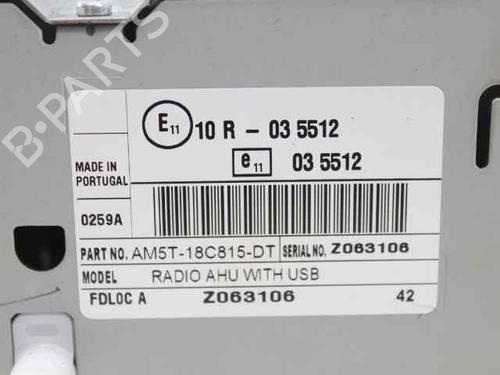 B-PARTS
E11 10 R - 03 5512
e11 03 5512
MADE IN
PORTUGAL
0259A
PART NO. AM5T-18C815-DT SERIAL NO. Z063106
MODEL RADIO AHU WITH USB
FDLOC A Z063106 42